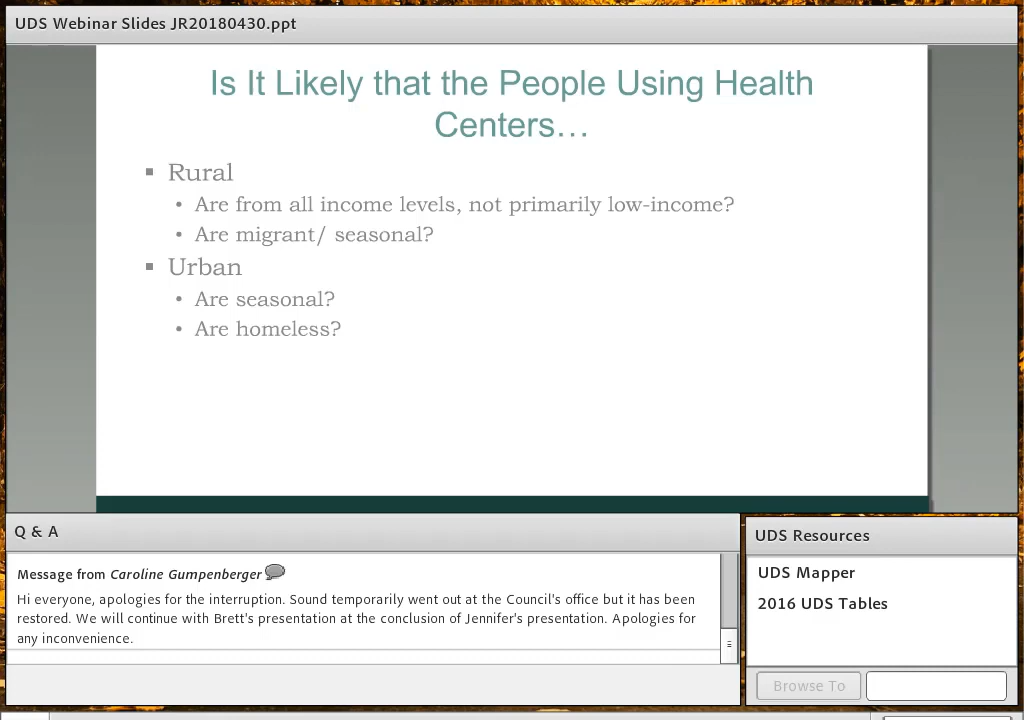 UDS Webinar Slides JR20180430.ppt
Is It Likely that the People Using Health
Centers…
▪ Rural
• Are from all income levels, not primarily low-income?
• Are migrant/ seasonal?
▪ Urban
• Are seasonal?
• Are homeless?
Q & A
Message from Caroline Gumpenberger
Hi everyone, apologies for the interruption. Sound temporarily went out at the Council's office but it has been
restored. We will continue with Brett's presentation at the conclusion of Jennifer's presentation. Apologies for
any inconvenience.
UDS Resources
UDS Mapper
2016 UDS Tables
Browse To